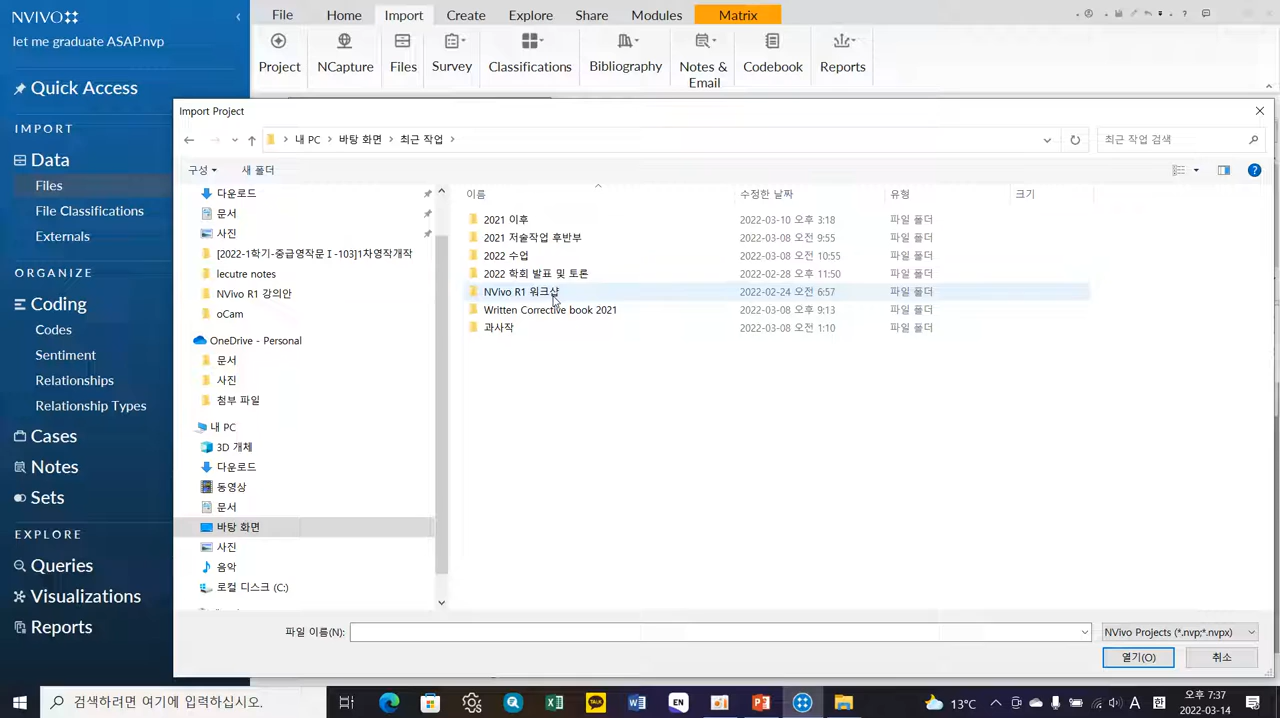 NVIVO
let me graduate ASAP.nvp
Quick Access
IMPORT
Data
Files
File Classifications
Externals
ORGANIZE
Coding
Codes
Sentiment
Relationships
Relationship Types
Cases
Notes
Sets
EXPLORE
Queries
Visualizations
Reports
File Home Import Create Explore Share Modules Matrix
Project NCapture Files Survey Classifications Bibliography Notes & Email Codebook Reports
Import Project
내 PC 바탕 화면 최근 작업
최근 작업 검색
구성 새 폴더
다운로드
문서
사진
[2022-1학기-중급영작문Ⅰ-103]1차영작개작
lecutre notes
NVivo R1 강의안
oCam
OneDrive - Personal
문서
사진
첨부 파일
내 PC
3D 개체
다운로드
동영상
문서
바탕 화면
사진
음악
로컬 디스크 (C:)
이름 수정한 날짜 유형 크기
2021 이후 2022-03-10 오후 3:18 파일 폴더
2021 저술작업 후반부 2022-03-08 오전 9:55 파일 폴더
2022 수업 2022-03-08 오전 10:55 파일 폴더
2022 학회 발표 및 토론 2022-02-28 오후 11:50 파일 폴더
NVivo R1 워크샵 2022-02-24 오전 6:57 파일 폴더
Written Corrective book 2021 2022-03-08 오후 9:13 파일 폴더
과사작 2022-03-08 오전 1:10 파일 폴더
파일 이름(N): NVivo Projects (*.nvp;*.nvpx)
열기(O) 취소
검색하려면 여기에 입력하십시오.
TALK
EN
13°C
A
한
오후 7:37
2022-03-14